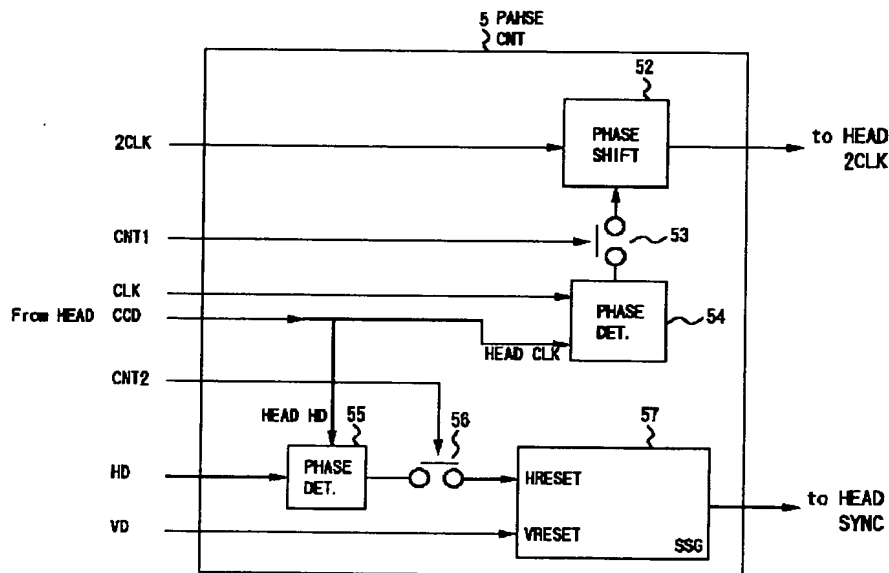 5 PAHSE
CNT
52
2CLK
PHASE
SHIFT
to HEAD
2CLK
CNT1
53
CLK
From HEAD CCD
PHASE
DET.
54
HEAD CLK
CNT2
HEAD HD
55
56
57
HD
PHASE
DET.
HRESET
to HEAD
SYNC
VD
VRESET
SSG